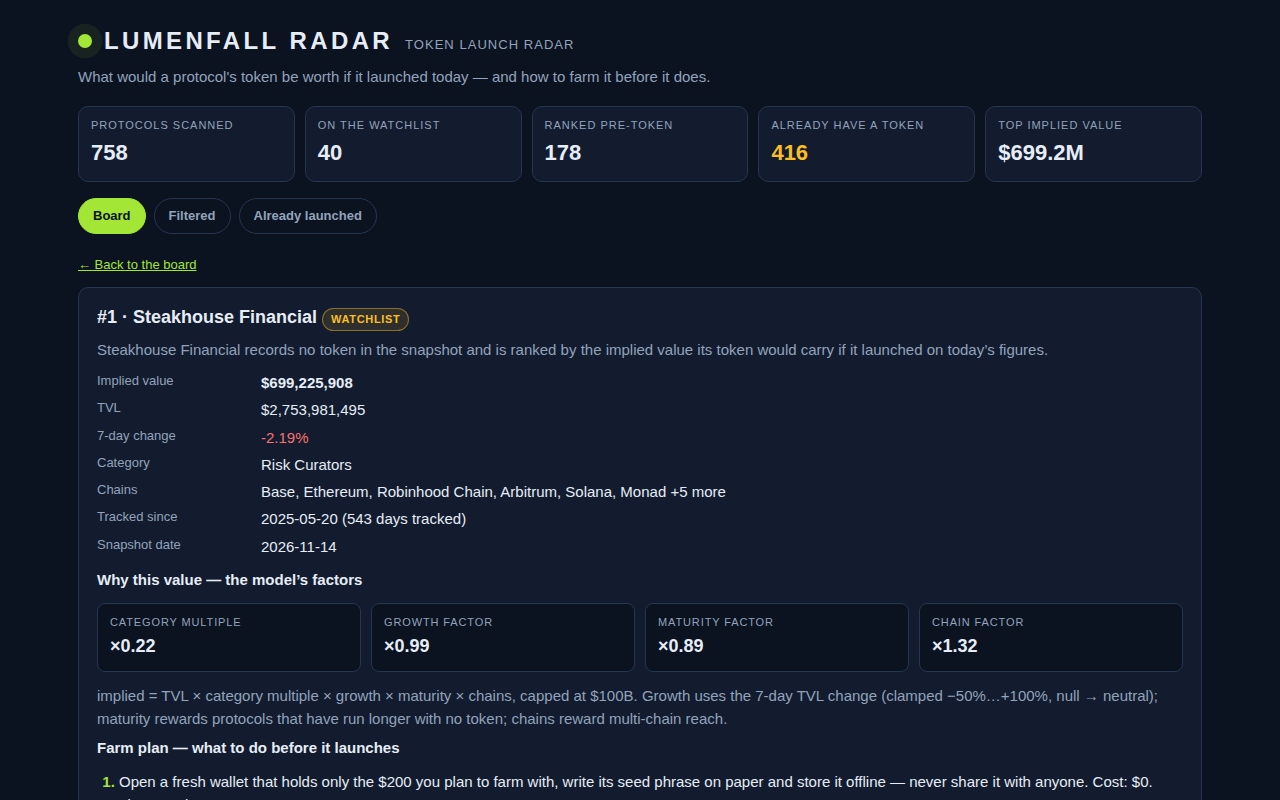 LUMENFALL RADAR TOKEN LAUNCH RADAR
What would a protocol's token be worth if it launched today — and how to farm it before it does.
PROTOCOLS SCANNED
758
ON THE WATCHLIST
40
RANKED PRE-TOKEN
178
ALREADY HAVE A TOKEN
416
TOP IMPLIED VALUE
$699.2M
Board
Filtered
Already launched
← Back to the board
#1 · Steakhouse Financial WATCHLIST
Steakhouse Financial records no token in the snapshot and is ranked by the implied value its token would carry if it launched on today’s figures.
Implied value $699,225,908
TVL $2,753,981,495
7-day change -2.19%
Category Risk Curators
Chains Base, Ethereum, Robinhood Chain, Arbitrum, Solana, Monad +5 more
Tracked since 2025-05-20 (543 days tracked)
Snapshot date 2026-11-14
Why this value — the model’s factors
CATEGORY MULTIPLE
×0.22
GROWTH FACTOR
×0.99
MATURITY FACTOR
×0.89
CHAIN FACTOR
×1.32
implied = TVL × category multiple × growth × maturity × chains, capped at $100B. Growth uses the 7-day TVL change (clamped −50%…+100%, null → neutral);
maturity rewards protocols that have run longer with no token; chains reward multi-chain reach.
Farm plan — what to do before it launches
1. Open a fresh wallet that holds only the $200 you plan to farm with, write its seed phrase on paper and store it offline — never share it with anyone. Cost: $0.